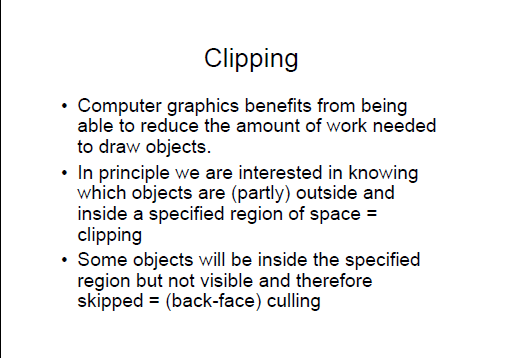 Clipping
• Computer graphics benefits from being
able to reduce the amount of work needed
to draw objects.
• In principle we are interested in knowing
which objects are (partly) outside and
inside a specified region of space =
clipping
• Some objects will be inside the specified
region but not visible and therefore
skipped = (back-face) culling